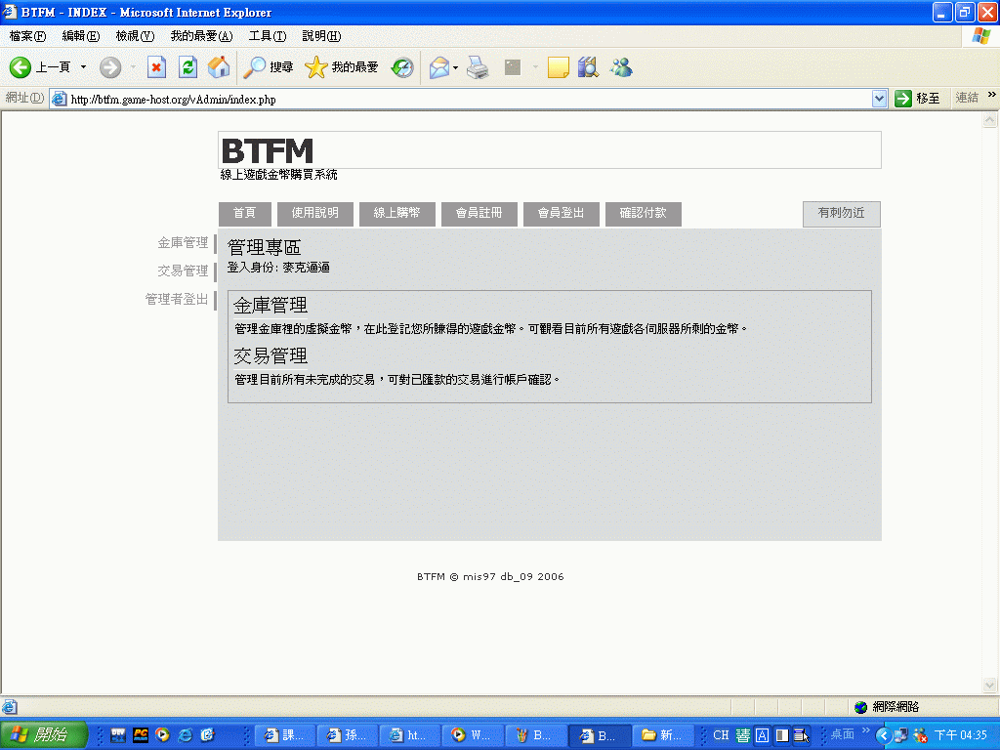 BTFM - INDEX - Microsoft Internet Explorer
檔案(F) 編輯(E) 檢視(V) 我的最愛(A) 工具(T) 說明(H)
上一頁 搜尋 我的最愛
網址(D) http://btfm.game-host.org/vAdmin/index.php 移至 連結 »
BTFM
線上遊戲金幣購買系統
首頁 使用說明 線上購幣 會員註冊 會員登出 確認付款 有刺勿近
金庫管理
交易管理
管理者登出
管理專區
登入身份: 麥克逼逼
金庫管理
管理金庫裡的虛擬金幣，在此登記您所賺得的遊戲金幣。可觀看目前所有遊戲各伺服器所剩的金幣。
交易管理
管理目前所有未完成的交易，可對已匯款的交易進行帳戶確認。
BTFM © mis97 db_09 2006
網際網路
開始 課... 孫... ht... W... B... B... 新... CH 桌面 » 下午 04:35